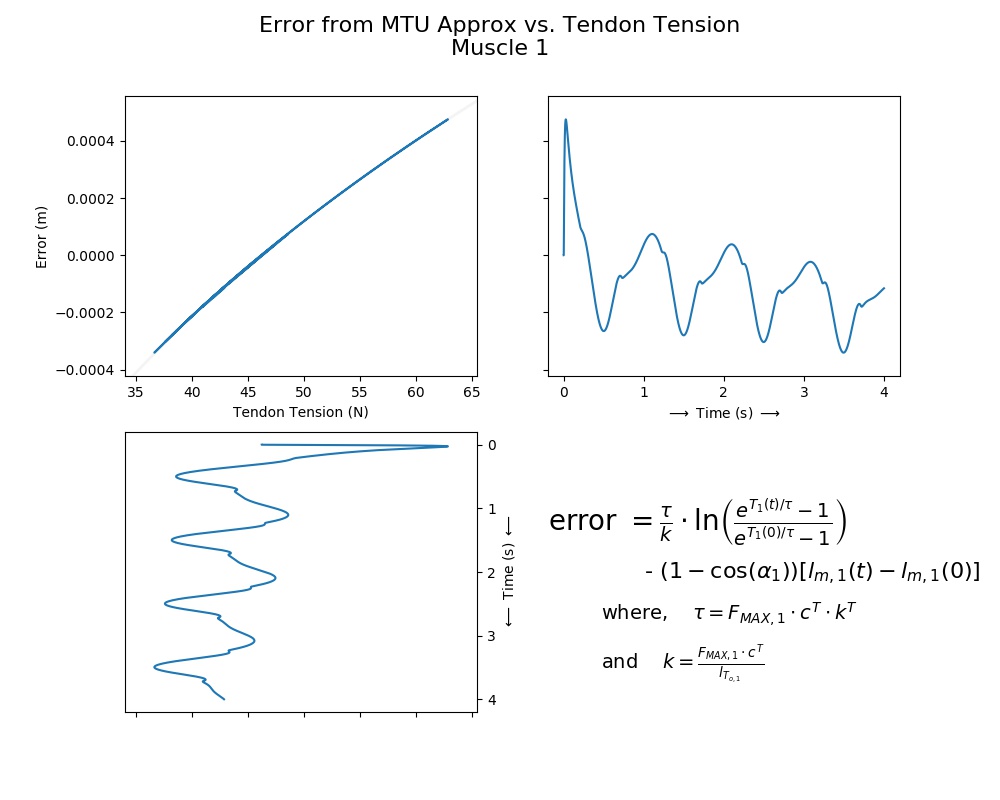 Error from MTU Approx vs. Tendon Tension
Muscle 1
0.0004
0.0002
0.0000
−0.0002
−0.0004
Error (m)
35 40 45 50 55 60 65
Tendon Tension (N)
0 1 2 3 4
⟶ Time (s) ⟶
0
1
2
3
4
⟵ Time (s) ⟵
error = \frac{τ}{k} · ln(\frac{e^{T_1(t)/τ} − 1}{e^{T_1(0)/τ} − 1})
- (1 − cos(α_1))[l_{m,1}(t) − l_{m,1}(0)]
where, τ = F_{MAX,1} · c^T · k^T
and k = \frac{F_{MAX,1} · c^T}{l_{T_{o,1}}}